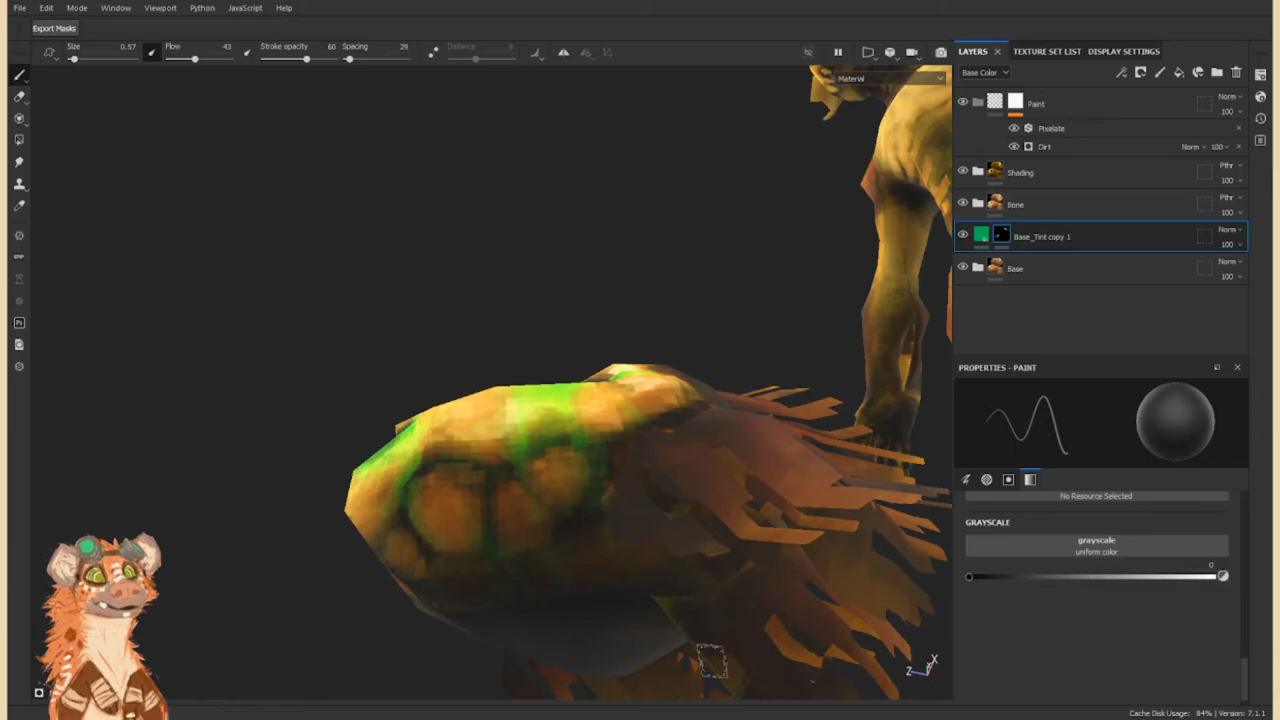 File Edit Mode Window Viewport Python JavaScript Help
Export Masks
Size 0.57 Flow 43 Stroke opacity 60 Spacing 29 Distance 8
LAYERS TEXTURE SET LIST DISPLAY SETTINGS
Base Color
Material
Paint Norm 100
Pixelate
Dirt Norm 100
Shading Pthr 100
Bone Pthr 100
Base_Tint copy 1 Norm 100
Base Norm 100
PROPERTIES - PAINT
No Resource Selected
GRAYSCALE
grayscale
uniform color
0
Z X
Cache Disk Usage: 84% | Version: 7.1.1